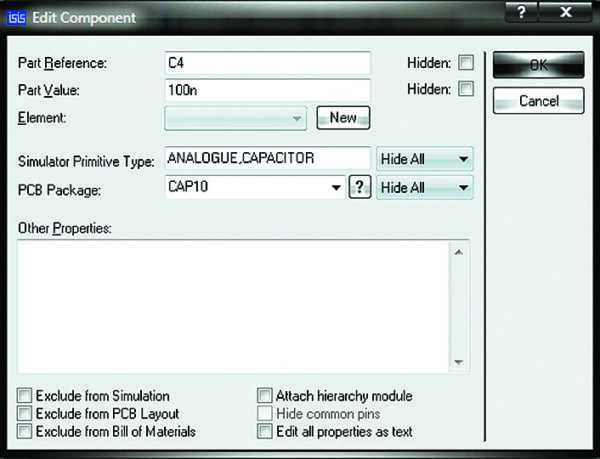 isis Edit Component ? X
Part Reference: C4 Hidden:
Part Value: 100n Hidden:
Element: New
Simulator Primitive Type: ANALOGUE,CAPACITOR Hide All
PCB Package: CAP10 ? Hide All
Other Properties:
Exclude from Simulation
Exclude from PCB Layout
Exclude from Bill of Materials
Attach hierarchy module
Hide common pins
Edit all properties as text
OK
Cancel